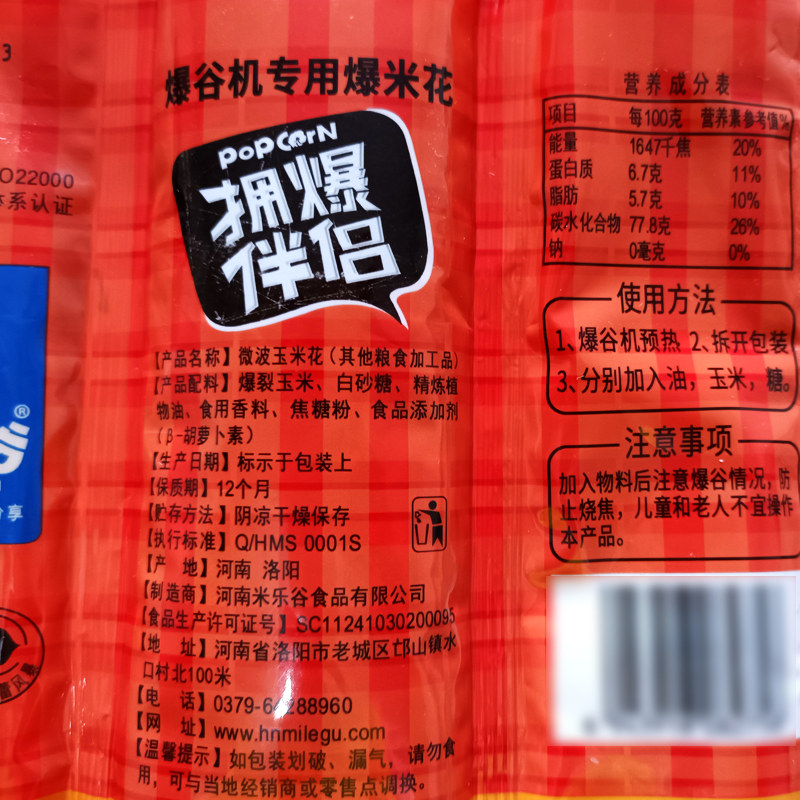 3
O22000
体系认证
®
分享
爆谷机专用爆米花
POPCORN
拥爆
伴侣
【产品名称】微波玉米花（其他粮食加工品）
【产品配料】爆裂玉米、白砂糖、精炼植
物油、食用香料、焦糖粉、食品添加剂
（β-胡萝卜素）
【生产日期】标示于包装上
【保质期】12个月
【贮存方法】阴凉干燥保存
【执行标准】Q/HMS 0001S
【产 地】河南 洛阳
【制造商】河南米乐谷食品有限公司
【食品生产许可证号】SC11241030200095
【地 址】河南省洛阳市老城区邙山镇水
口村北100米
【电 话】0379-6 288960
【网 址】www.hnmilegu.com
【温馨提示】如包装划破、漏气，请勿食
用，可与当地经销商或零售点调换。
营养成分表
项目 每100克 营养素参考值%
能量 1647千焦 20%
蛋白质 6.7克 11%
脂肪 5.7克 10%
碳水化合物 77.8克 26%
钠 0毫克 0%
使用方法
1、爆谷机预热 2、拆开包装
3、分别加入油，玉米，糖。
注意事项
加入物料后注意爆谷情况，防
止烧焦，儿童和老人不宜操作
本产品。